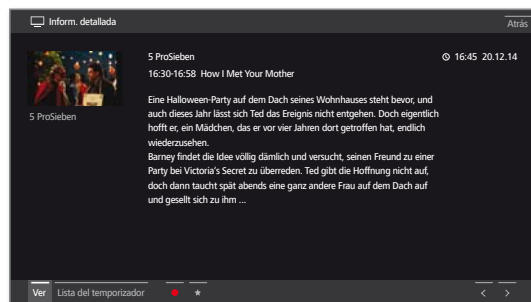 Inform. detallada
Atrás
5 ProSieben
16:45 20.12.14
16:30-16:58 How I Met Your Mother
5 ProSieben
Eine Halloween-Party auf dem Dach seines Wohnhauses steht bevor, und
auch dieses Jahr lässt sich Ted das Ereignis nicht entgehen. Doch eigentlich
hofft er, ein Mädchen, das er vor vier Jahren dort getroffen hat, endlich
wiederzusehen.
Barney findet die Idee völlig dämlich und versucht, seinen Freund zu einer
Party bei Victoria's Secret zu überreden. Ted gibt die Hoffnung nicht auf,
doch dann taucht spät abends eine ganz andere Frau auf dem Dach auf
und gesellt sich zu ihm ...
Ver Lista del temporizador